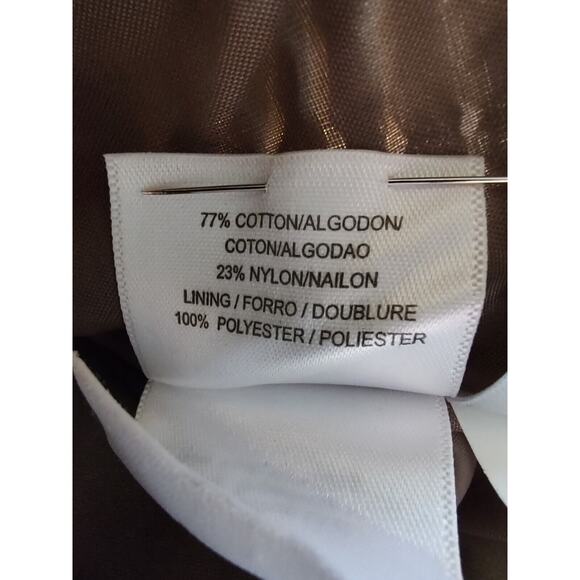 77% COTTON/ALGODON/
COTON/ALGODAO
23% NYLON/NAILON
LINING / FORRO / DOUBLURE
100% POLYESTER / POLIESTER